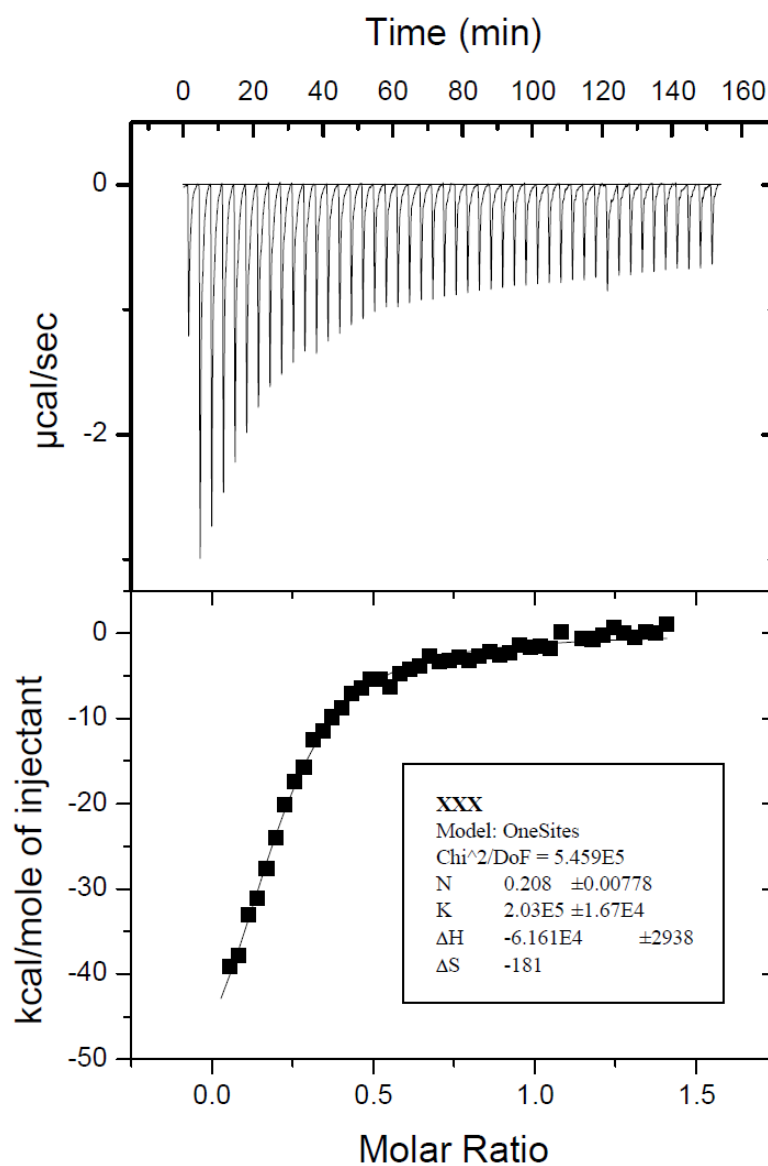 Time (min)
0 20 40 60 80 100 120 140 160
0
-2
µcal/sec
0
-10
-20
-30
-40
-50
kcal/mole of injectant
XXX
Model: OneSites
Chi^2/DoF = 5.459E5
N 0.208 ±0.00778
K 2.03E5 ±1.67E4
ΔH -6.161E4 ±2938
ΔS -181
0.0 0.5 1.0 1.5
Molar Ratio